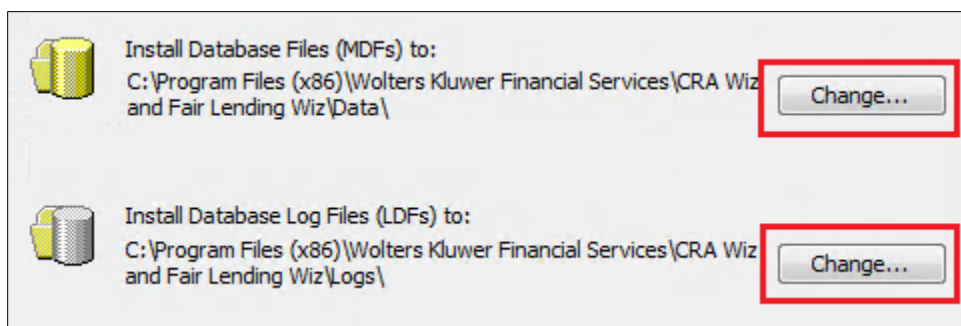 Install Database Files (MDFs) to:
C:\Program Files (x86)\Wolters Kluwer Financial Services\CRA Wiz
and Fair Lending Wiz\Data\
Change...
Install Database Log Files (LDFs) to:
C:\Program Files (x86)\Wolters Kluwer Financial Services\CRA Wiz
and Fair Lending Wiz\Logs\
Change...